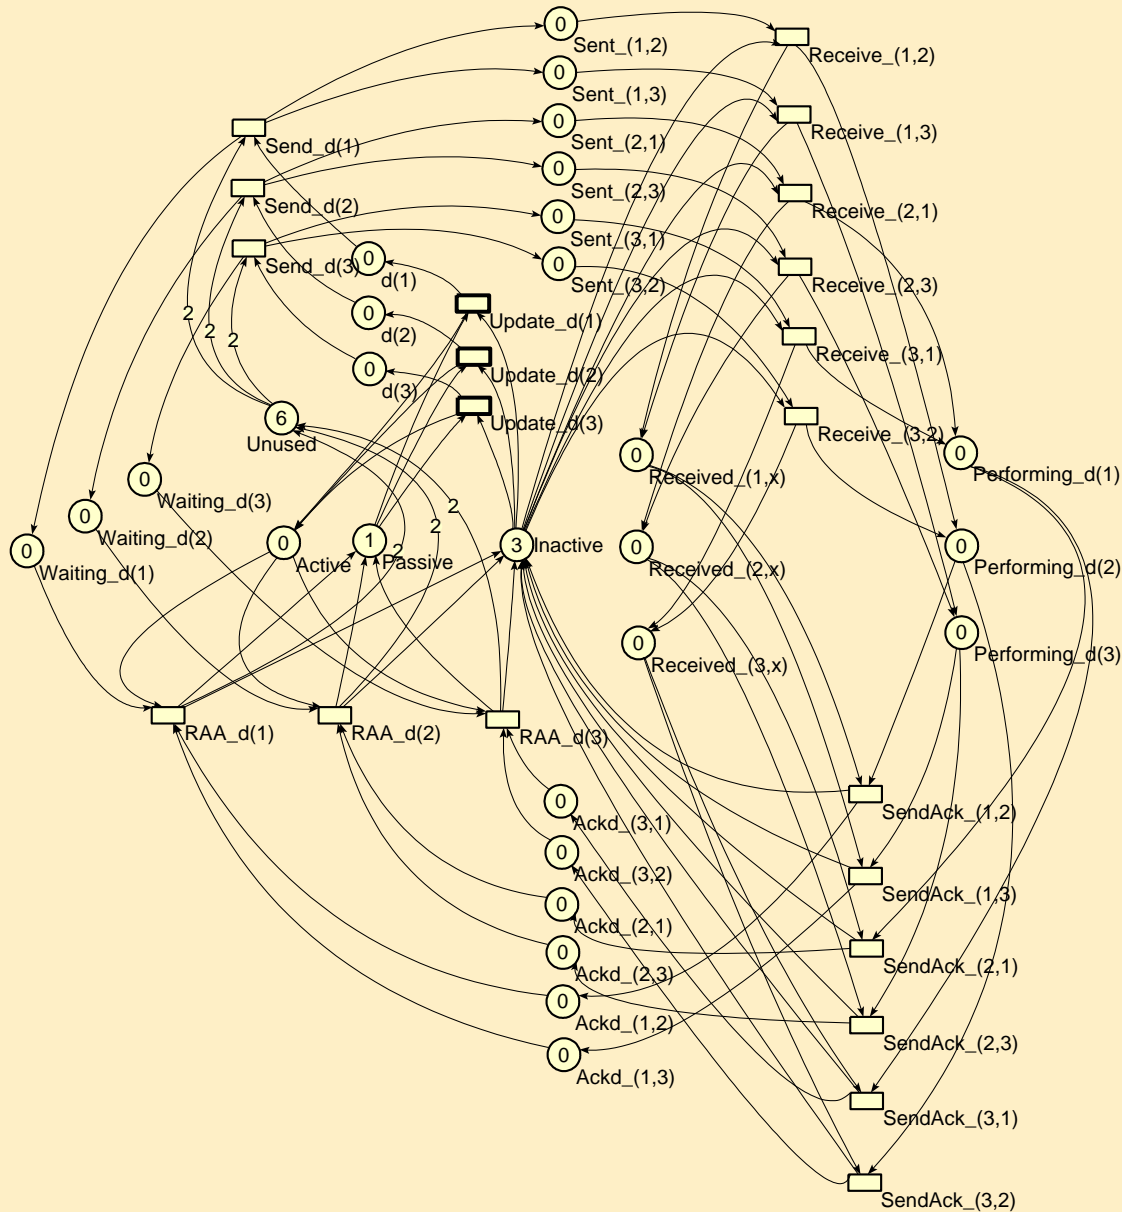 0
Sent_(1,2)
Receive_(1,2)
0
Sent_(1,3)
Receive_(1,3)
0
Sent_(2,1)
Send_d(1)
0
Sent_(2,3)
Receive_(2,1)
Send_d(2)
0
Sent_(3,1)
Send_d(3)
0
d(1)
0
Sent_(3,2)
Receive_(2,3)
2
2
2
0
d(2)
Update_d(1)
Receive_(3,1)
0
d(3)
Update_d(2)
6
Unused
Update_d(3)
Receive_(3,2)
0
Received_(1,x)
0
Performing_d(1)
0
Waiting_d(3)
2
0
Waiting_d(2)
2
0
Waiting_d(1)
0
Active
1
Passive
2
3
Inactive
0
Received_(2,x)
0
Performing_d(2)
0
Received_(3,x)
0
Performing_d(3)
RAA_d(1)
RAA_d(2)
RAA_d(3)
0
Ackd_(3,1)
SendAck_(1,2)
0
Ackd_(3,2)
SendAck_(1,3)
0
Ackd_(2,1)
SendAck_(2,1)
0
Ackd_(2,3)
0
Ackd_(1,2)
SendAck_(2,3)
0
Ackd_(1,3)
SendAck_(3,1)
SendAck_(3,2)